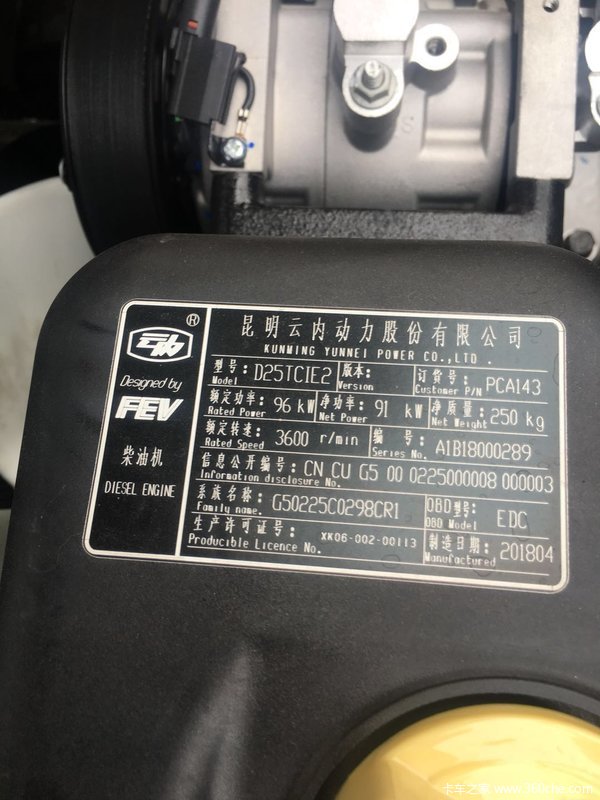 ®
昆明云内动力股份有限公司
KUNMING YUNNEI POWER CO.,LTD.
云内
Designed by
FEV
柴油机
DIESEL ENGINE
型号: Model D25TCIE2 版本: Version 订货号: Customer P/N PCA143
额定功率: Rated Power 96 kW 净功率: Net Power 91 kW 净质量: Net Weight 250 kg
额定转速: Rated Speed 3600 r/min 编号: Series No. A1B18000289
信息公开编号: Information disclosure No. CN CU G5 00 0225000008 000003
系族名称: Family name. G50225C0298CR1 OBD型号: OBD Model EDC
生产许可证号: Producible Licence No. XK06-002-00113 制造日期: Manufactured 201804
S
卡车之家